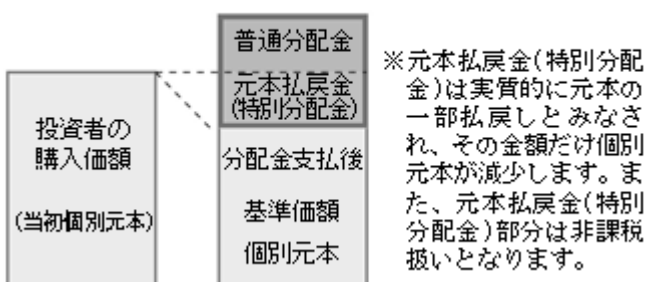 投資者の
購入価額
(当初個別元本)
普通分配金
元本払戻金
(特別分配金)
分配金支払後
基準価額
個別元本
※元本払戻金(特別分配
金)は実質的に元本の
一部払戻しとみなさ
れ、その金額だけ個別
元本が減少します。ま
た、元本払戻金(特別
分配金)部分は非課税
扱いとなります。